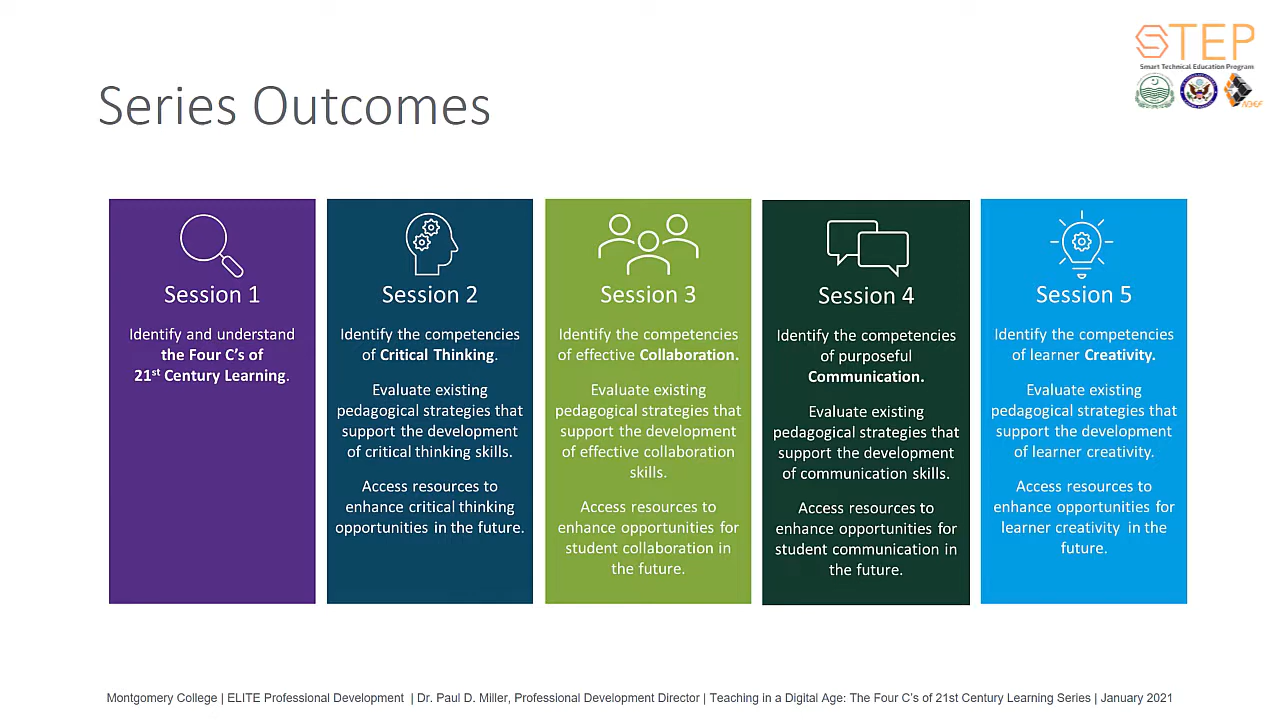 STEP
Smart Technical Education Program
Series Outcomes
Session 1
Identify and understand
the Four C's of
21st Century Learning.
Session 2
Identify the competencies
of Critical Thinking.
Evaluate existing
pedagogical strategies that
support the development
of critical thinking skills.
Access resources to
enhance critical thinking
opportunities in the future.
Session 3
Identify the competencies
of effective Collaboration.
Evaluate existing
pedagogical strategies that
support the development
of effective collaboration
skills.
Access resources to
enhance opportunities for
student collaboration in
the future.
Session 4
Identify the competencies
of purposeful
Communication.
Evaluate existing
pedagogical strategies that
support the development
of communication skills.
Access resources to
enhance opportunities for
student communication in
the future.
Session 5
Identify the competencies
of learner Creativity.
Evaluate existing
pedagogical strategies that
support the development
of learner creativity.
Access resources to
enhance opportunities for
learner creativity in the
future.
Montgomery College | ELITE Professional Development | Dr. Paul D. Miller, Professional Development Director | Teaching in a Digital Age: The Four C's of 21st Century Learning Series | January 2021